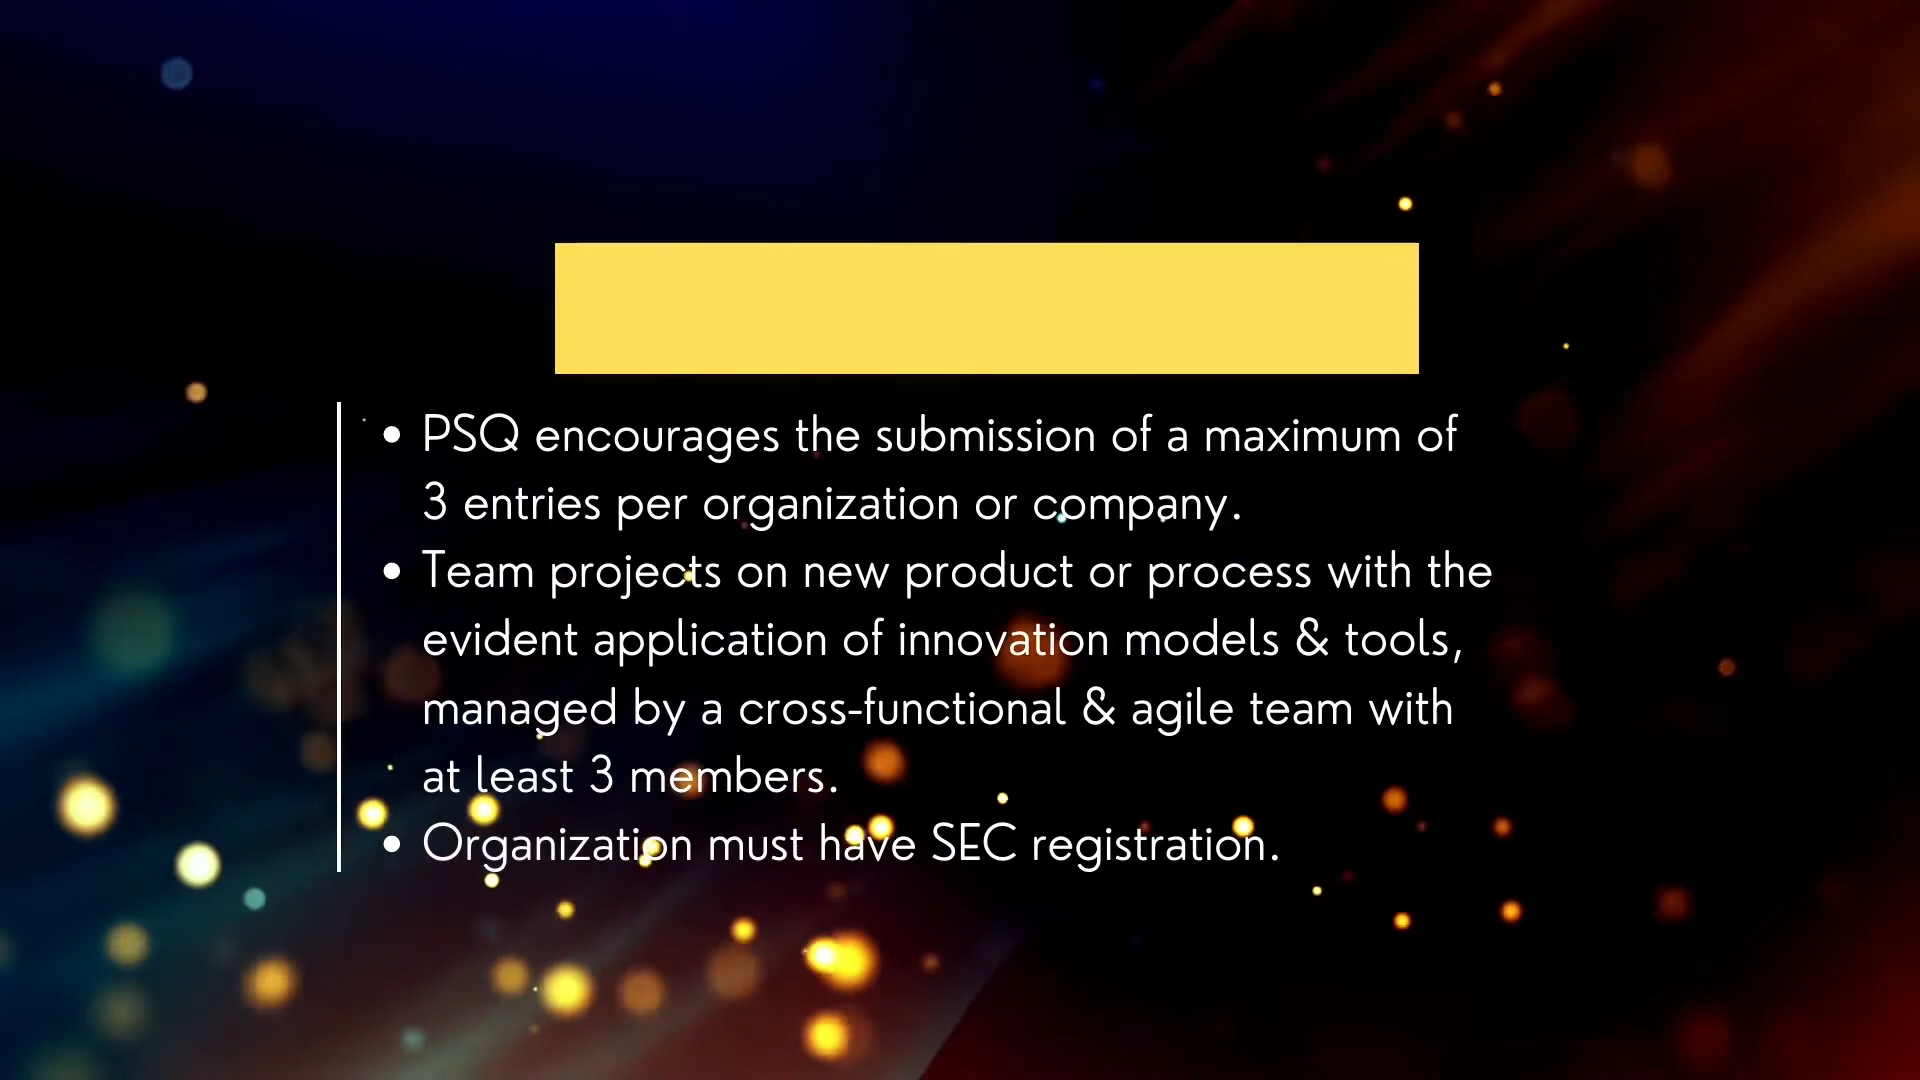 • PSQ encourages the submission of a maximum of
3 entries per organization or company.
• Team projects on new product or process with the
evident application of innovation models & tools,
managed by a cross-functional & agile team with
at least 3 members.
• Organization must have SEC registration.